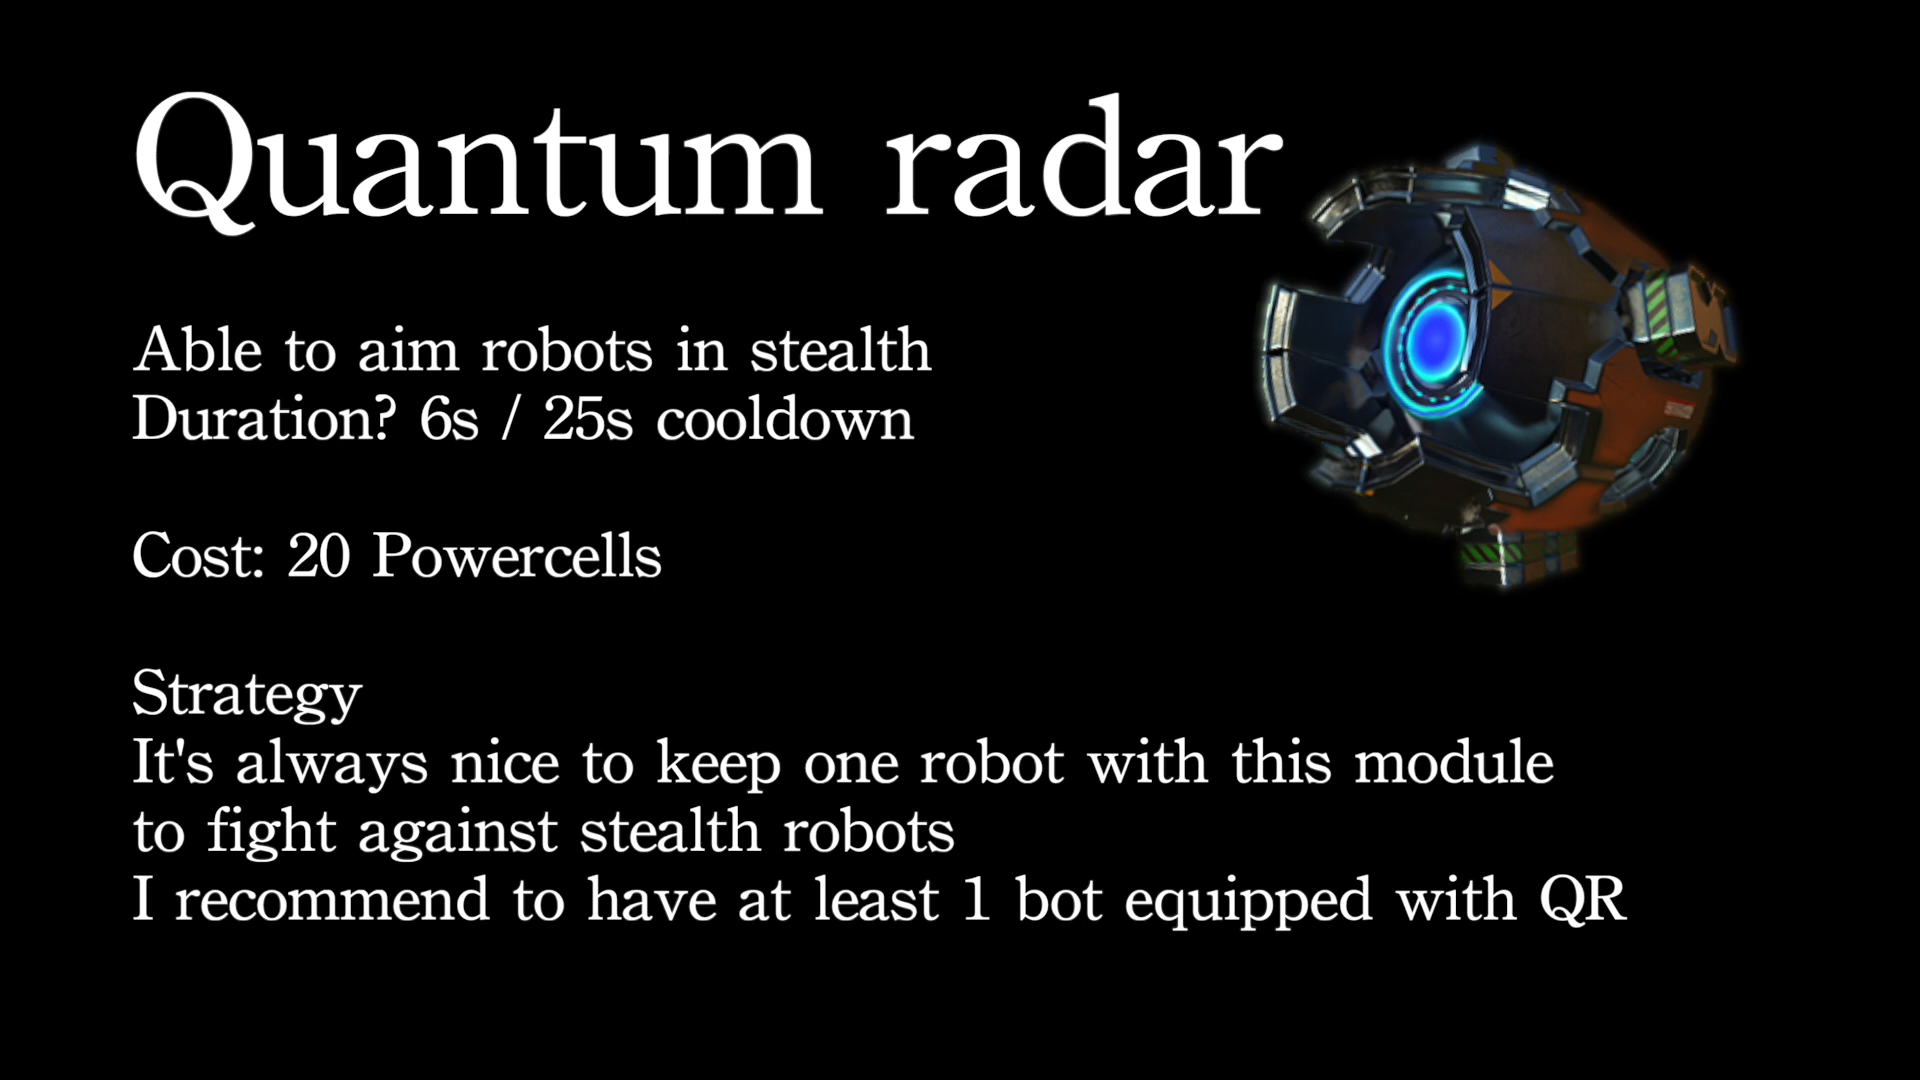 Quantum radar
Able to aim robots in stealth
Duration? 6s / 25s cooldown
Cost: 20 Powercells
Strategy
It's always nice to keep one robot with this module
to fight against stealth robots
I recommend to have at least 1 bot equipped with QR